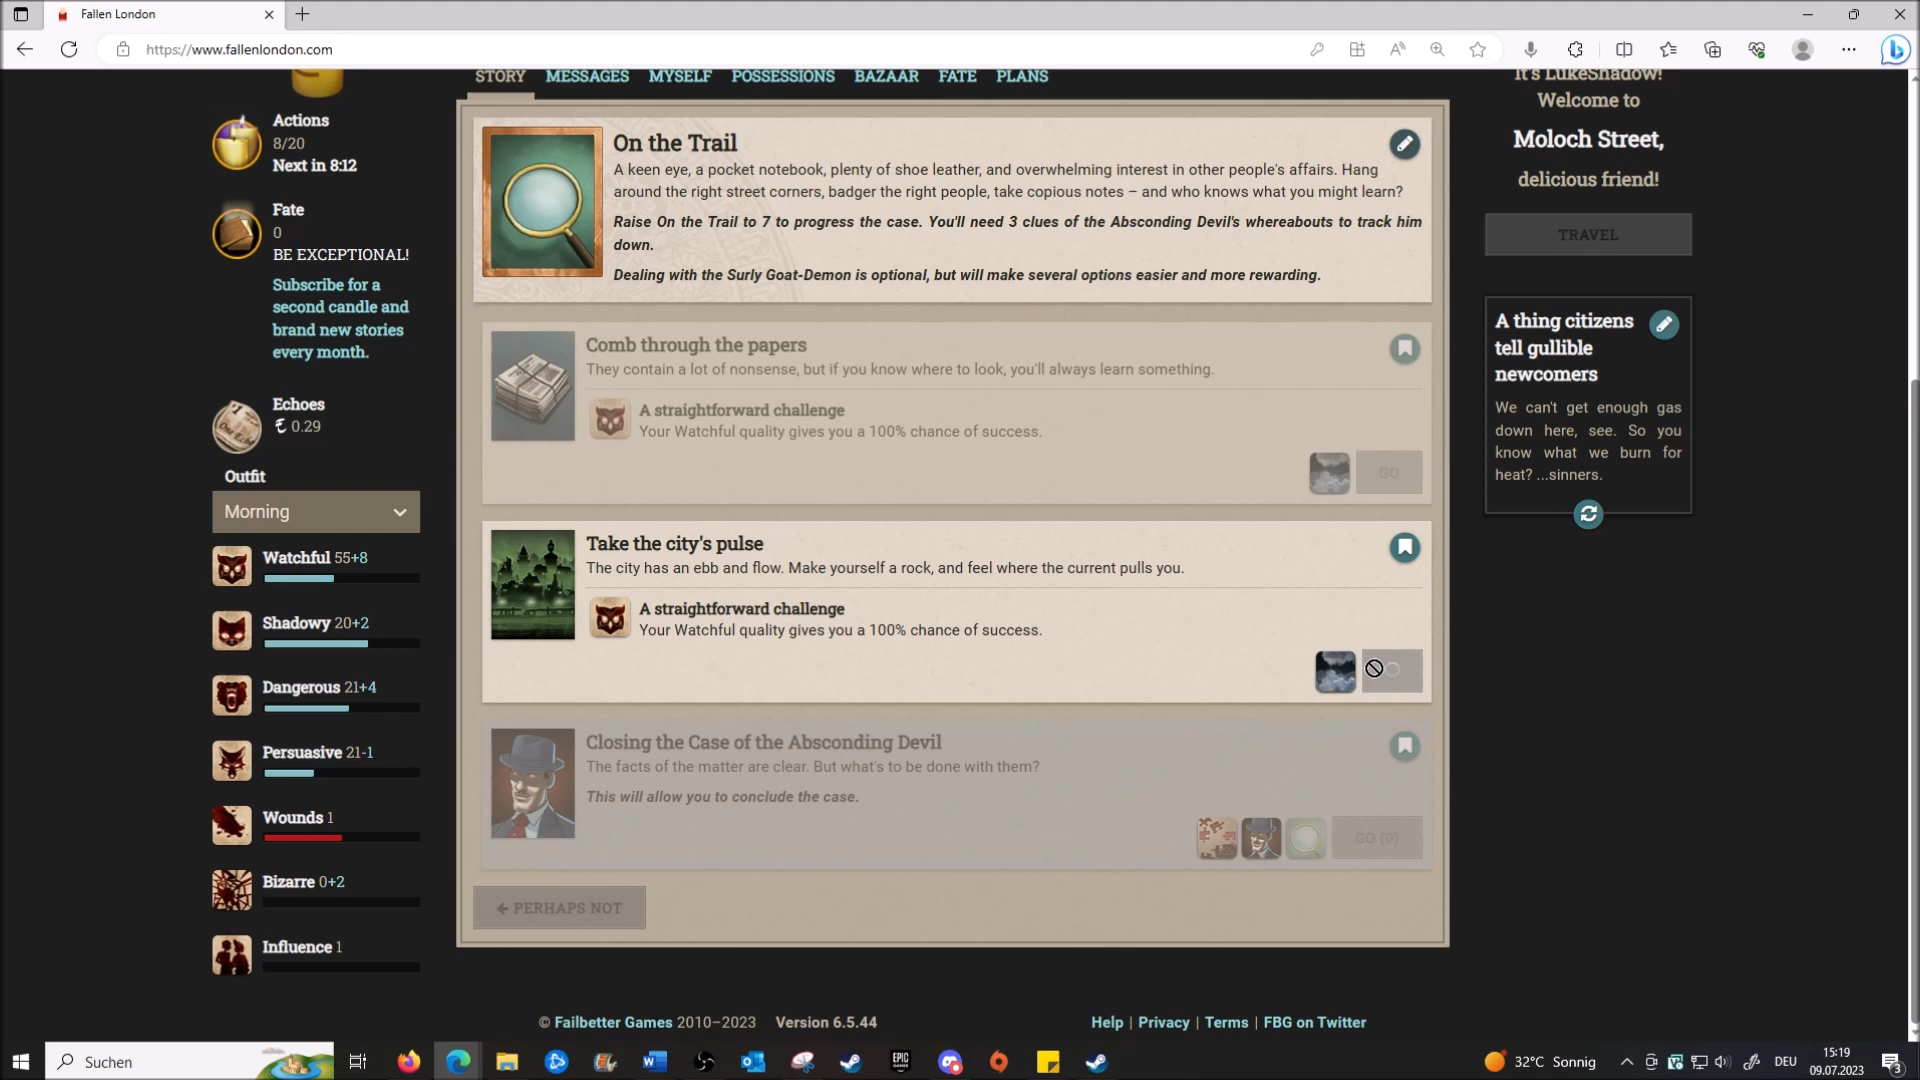 Fallen London
https://www.fallenlondon.com
STORY MESSAGES MYSELF POSSESSIONS BAZAAR FATE PLANS
Actions
8/20
Next in 8:12
Fate
0
BE EXCEPTIONAL!
Subscribe for a
second candle and
brand new stories
every month.
Echoes
0.29
Outfit
Morning
Watchful 55+8
Shadowy 20+2
Dangerous 21+4
Persuasive 21-1
Wounds 1
Bizarre 0+2
Influence 1
On the Trail
A keen eye, a pocket notebook, plenty of shoe leather, and overwhelming interest in other people's affairs. Hang
around the right street corners, badger the right people, take copious notes – and who knows what you might learn?
Raise On the Trail to 7 to progress the case. You'll need 3 clues of the Absconding Devil's whereabouts to track him
down.
Dealing with the Surly Goat-Demon is optional, but will make several options easier and more rewarding.
Comb through the papers
They contain a lot of nonsense, but if you know where to look, you'll always learn something.
A straightforward challenge
Your Watchful quality gives you a 100% chance of success.
GO
Take the city's pulse
The city has an ebb and flow. Make yourself a rock, and feel where the current pulls you.
A straightforward challenge
Your Watchful quality gives you a 100% chance of success.
Closing the Case of the Absconding Devil
The facts of the matter are clear. But what's to be done with them?
This will allow you to conclude the case.
GO (0)
PERHAPS NOT
It's LukeShadow!
Welcome to
Moloch Street,
delicious friend!
TRAVEL
A thing citizens
tell gullible
newcomers
We can't get enough gas
down here, see. So you
know what we burn for
heat? ...sinners.
© Failbetter Games 2010–2023 Version 6.5.44
Help | Privacy | Terms | FBG on Twitter
Suchen
EPIC
GAMES
32°C Sonnig
DEU
15:19
09.07.2023
3